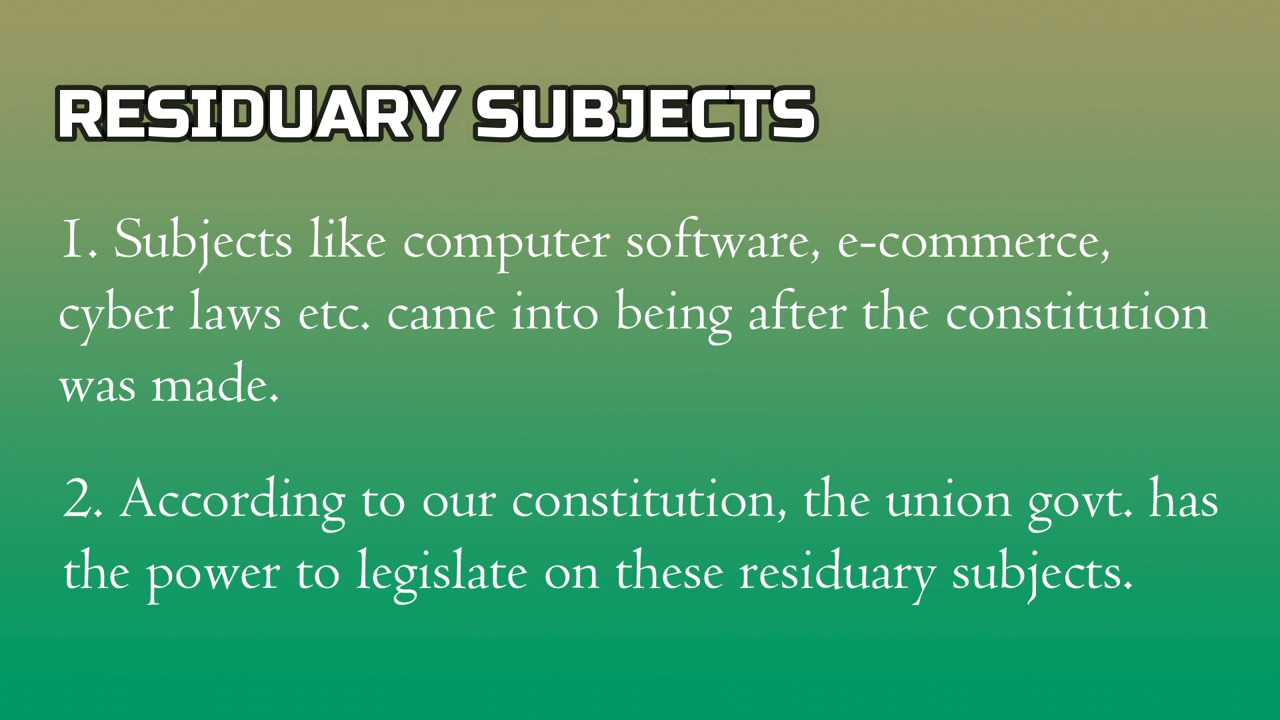 RESIDUARY SUBJECTS
1. Subjects like computer software, e-commerce,
cyber laws etc. came into being after the constitution
was made.
2. According to our constitution, the union govt. has
the power to legislate on these residuary subjects.